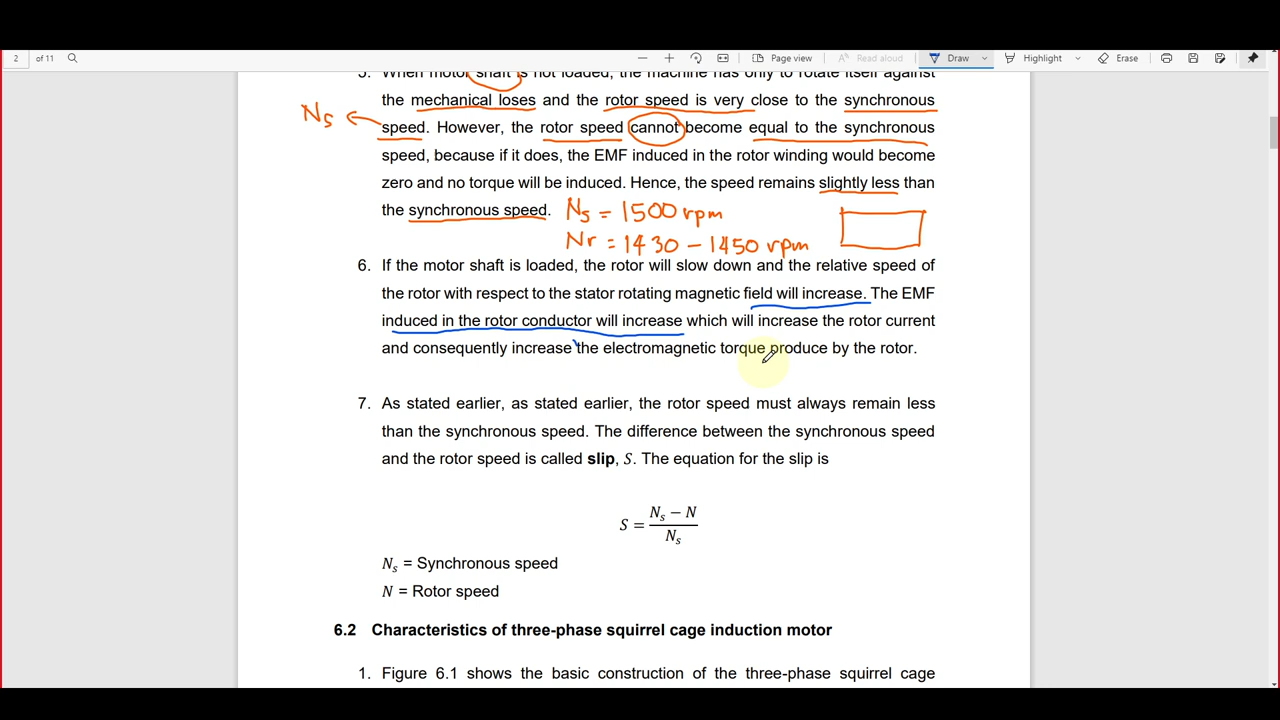 2 of 11 Page view Read aloud Draw Highlight Erase
5. When motor shaft is not loaded, the machine has only to rotate itself against
the mechanical loses and the rotor speed is very close to the synchronous
Ns
speed. However, the rotor speed cannot become equal to the synchronous
speed, because if it does, the EMF induced in the rotor winding would become
zero and no torque will be induced. Hence, the speed remains slightly less than
the synchronous speed. Ns = 1500 rpm
Nr = 1430 - 1450 rpm
6. If the motor shaft is loaded, the rotor will slow down and the relative speed of
the rotor with respect to the stator rotating magnetic field will increase. The EMF
induced in the rotor conductor will increase which will increase the rotor current
and consequently increase the electromagnetic torque produce by the rotor.
7. As stated earlier, as stated earlier, the rotor speed must always remain less
than the synchronous speed. The difference between the synchronous speed
and the rotor speed is called slip, S. The equation for the slip is
S = (Ns − N) / Ns
Ns = Synchronous speed
N = Rotor speed
6.2 Characteristics of three-phase squirrel cage induction motor
1. Figure 6.1 shows the basic construction of the three-phase squirrel cage